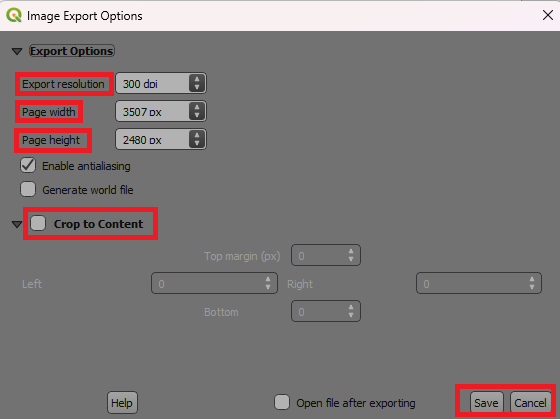 Image Export Options
Export Options
Export resolution 300 dpi
Page width 3507 px
Page height 2480 px
Enable antialiasing
Generate world file
Crop to Content
Top margin (px) 0
Left 0 Right 0
Bottom 0
Help Open file after exporting Save Cancel